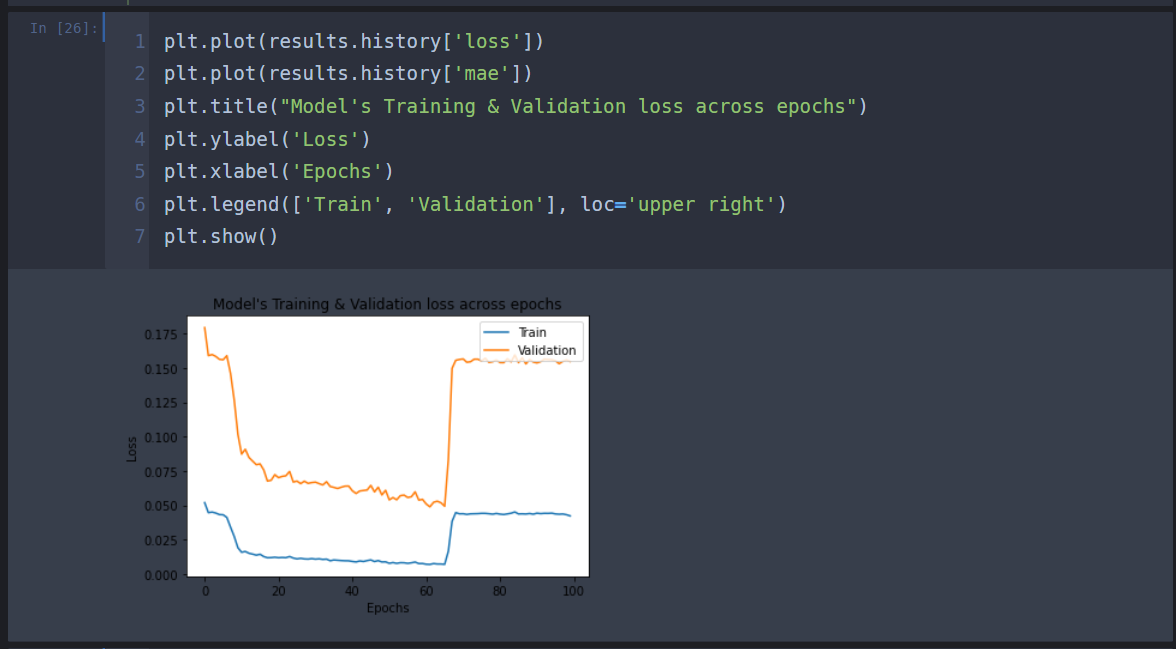 In [26]:
1 plt.plot(results.history['loss'])
2 plt.plot(results.history['mae'])
3 plt.title("Model's Training & Validation loss across epochs")
4 plt.ylabel('Loss')
5 plt.xlabel('Epochs')
6 plt.legend(['Train', 'Validation'], loc='upper right')
7 plt.show()
Model's Training & Validation loss across epochs
Train
Validation
0.175
0.150
0.125
0.100
0.075
0.050
0.025
0.000
Loss
0 20 40 60 80 100
Epochs